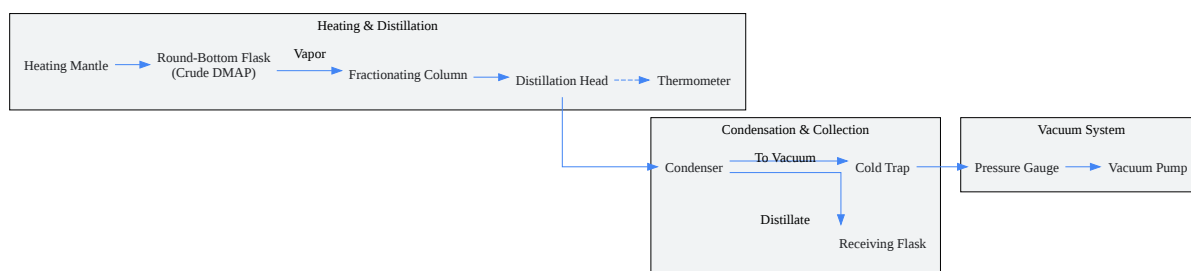 Heating & Distillation
Heating Mantle
Round-Bottom Flask
(Crude DMAP)
Vapor
Fractionating Column
Distillation Head
Thermometer
Condensation & Collection
Condenser
To Vacuum
Cold Trap
Distillate
Receiving Flask
Vacuum System
Pressure Gauge
Vacuum Pump